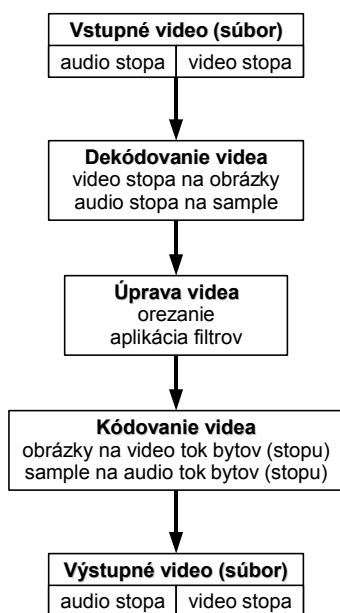 Vstupné video (súbor)
audio stopa video stopa
Dekódovanie videa
video stopa na obrázky
audio stopa na sample
Úprava videa
orezanie
aplikácia filtrov
Kódovanie videa
obrázky na video tok bytov (stopu)
sample na audio tok bytov (stopu)
Výstupné video (súbor)
audio stopa video stopa